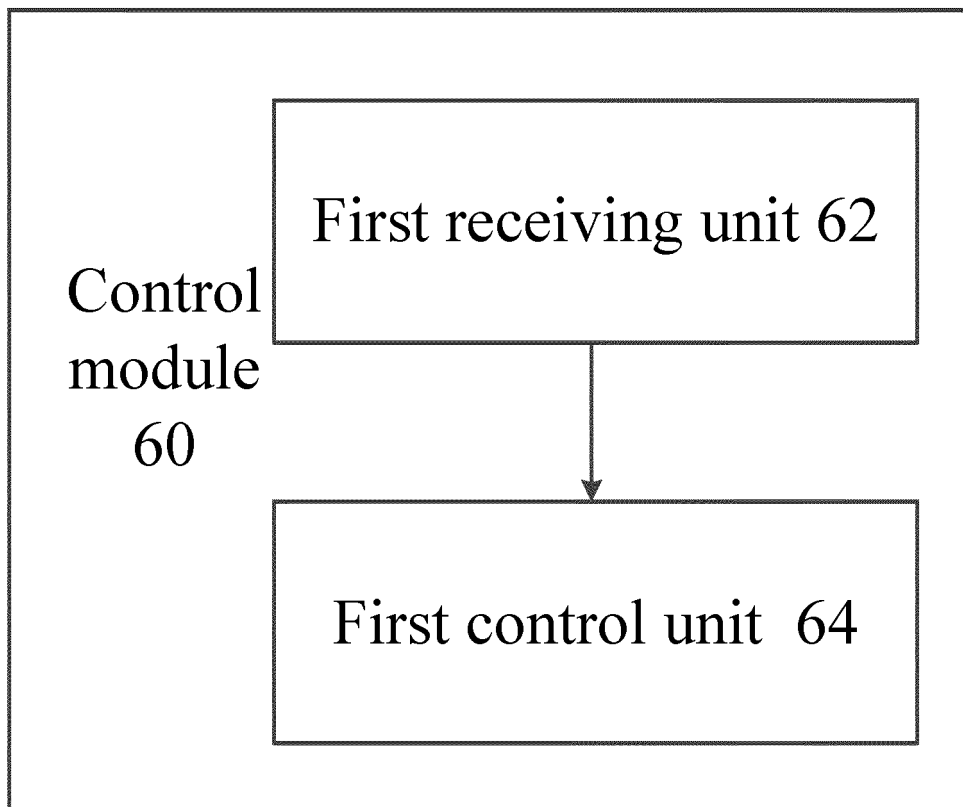 First receiving unit 62
Control
module
60
First control unit 64